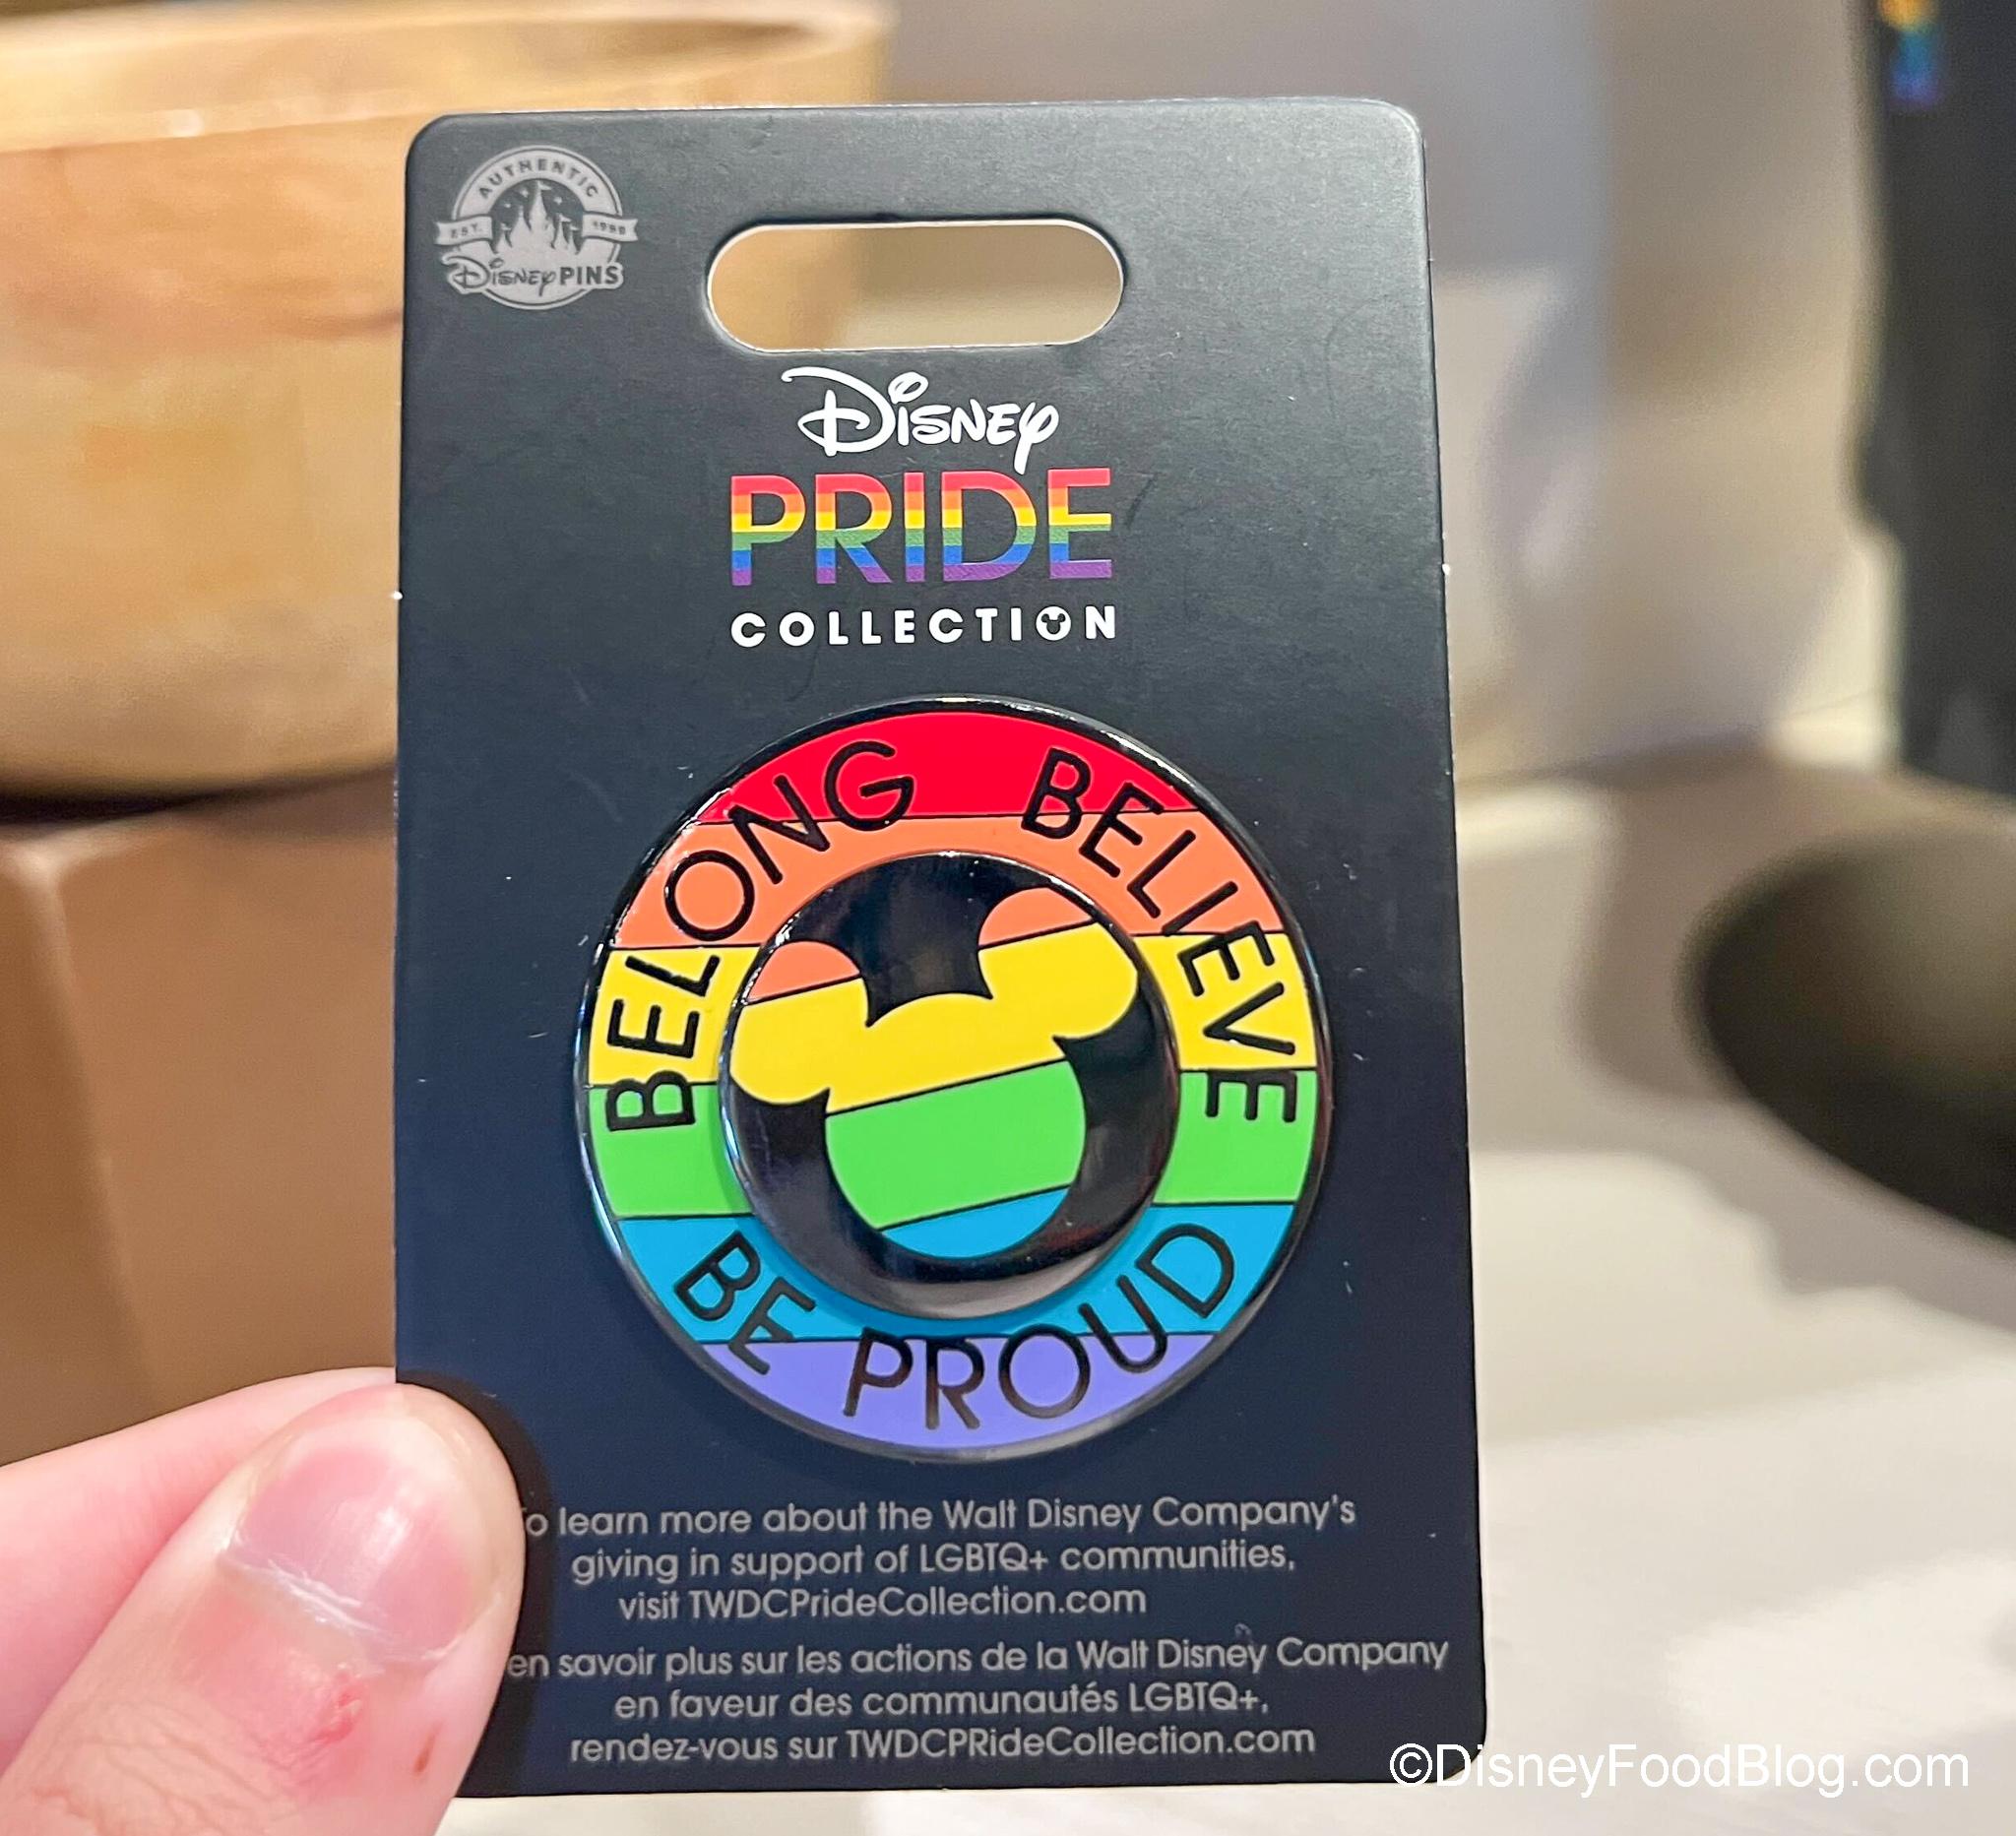 AUTHENTIC
EST. 1999
Disney PINS
Disney
PRIDE
COLLECTION
BELONG BELIEVE
BE PROUD
learn more about the Walt Disney Company's
giving in support of LGBTQ+ communities,
visit TWDCPrideCollection.com
en savoir plus sur les actions de la Walt Disney Company
en faveur des communautés LGBTQ+,
rendez-vous sur TWDCPRideCollection.com
©DisneyFoodBlog.com